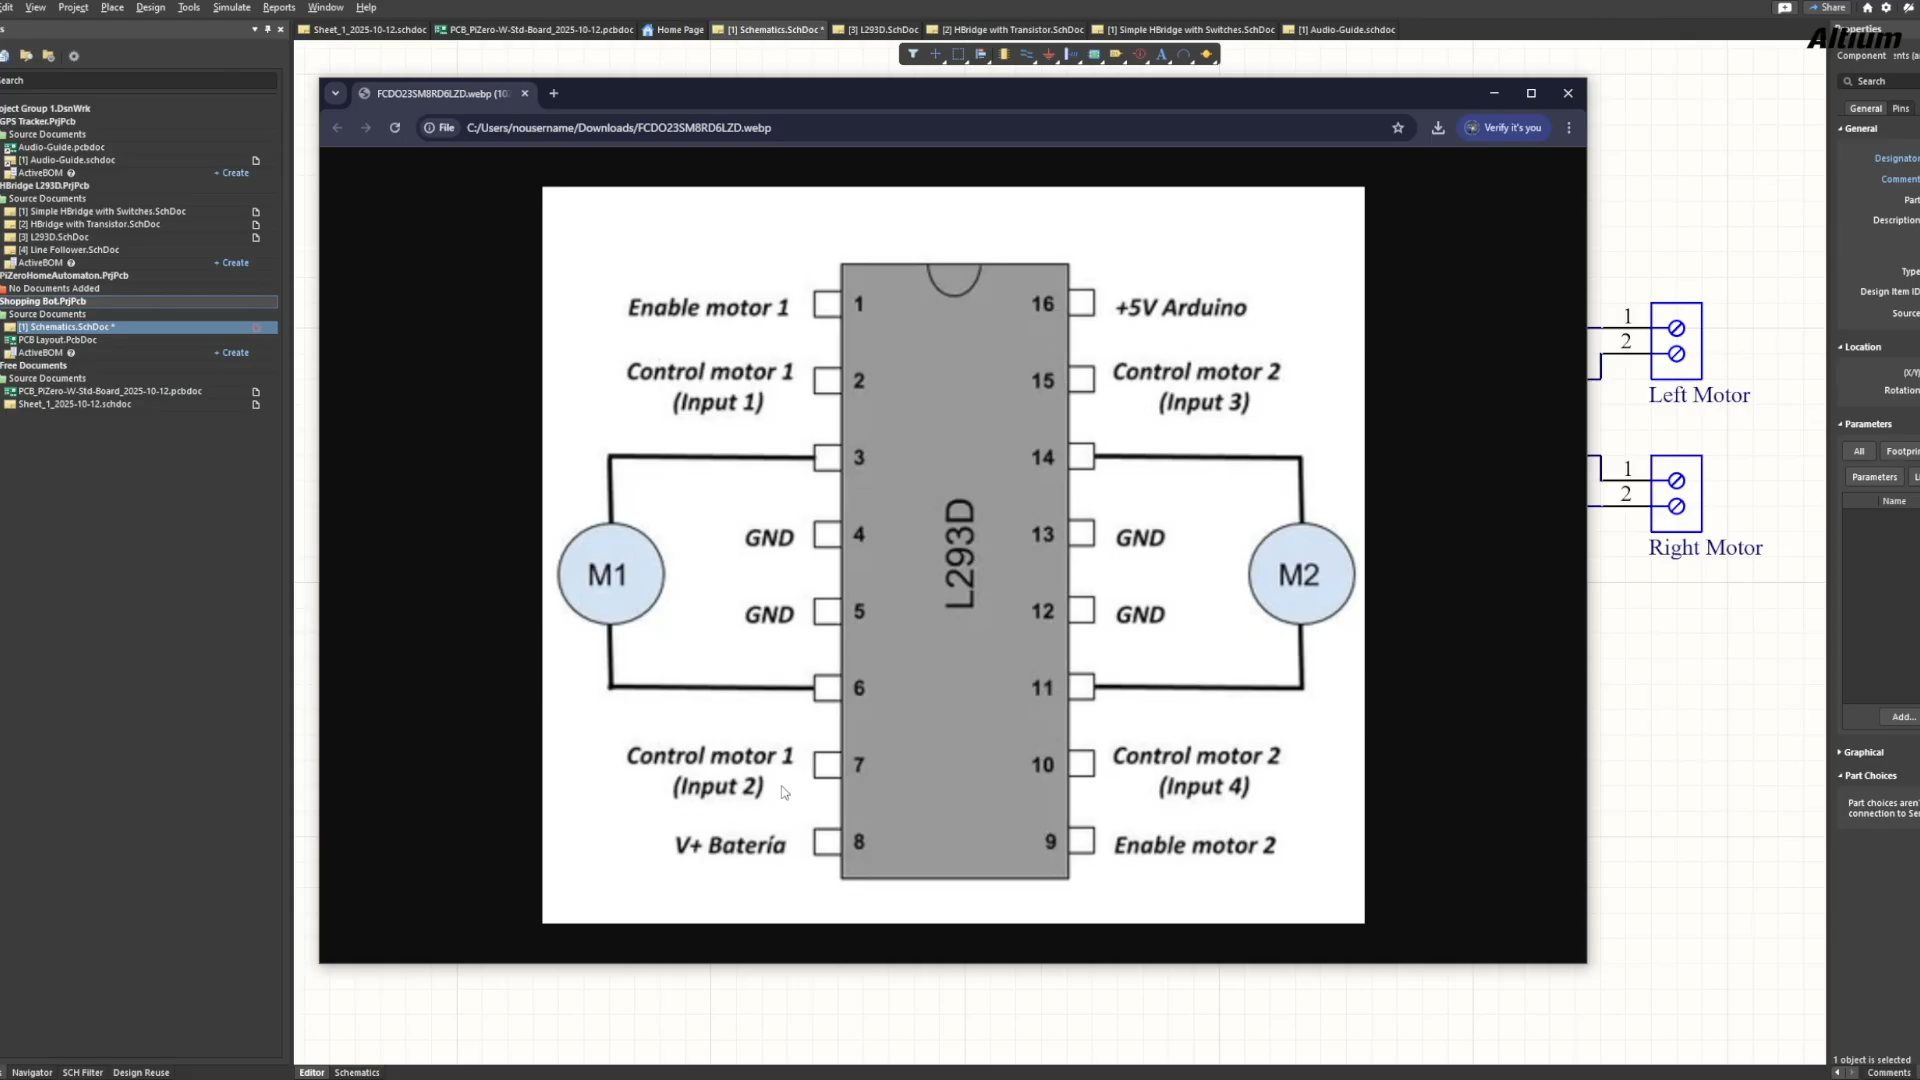 View
Project
Place
Design
Tools
Simulate
Reports
Window
Help
Share
Sheet_1_2025-10-12.schdoc
PCB_PiZero-W-Std-Board_2025-10-12.pcbdoc
Home Page
[1] Schematics.SchDoc *
[3] L293D.SchDoc
[2] HBridge with Transistor.SchDoc
[1] Simple HBridge with Switches.SchDoc
[1] Audio-Guide.schdoc
Properties
Altium
Component
Search
Search
General
Pins
General
Designator
Comment
Part
Description
Type
Design Item ID
Source
Location
(X/Y)
Rotation
Parameters
All
Footprint
Parameters
Name
Add...
Graphical
Part Choices
Part choices aren't
connection to Ser
1 object is selected
Comments
oject Group 1.DsnWrk
GPS Tracker.PrjPcb
Source Documents
Audio-Guide.pcbdoc
[1] Audio-Guide.schdoc
ActiveBOM
+ Create
HBridge L293D.PrjPcb
Source Documents
[1] Simple HBridge with Switches.SchDoc
[2] HBridge with Transistor.SchDoc
[3] L293D.SchDoc
[4] Line Follower.SchDoc
ActiveBOM
+ Create
PiZeroHomeAutomaton.PrjPcb
No Documents Added
Shopping Bot.PrjPcb
Source Documents
[1] Schematics.SchDoc *
PCB Layout.PcbDoc
ActiveBOM
+ Create
Free Documents
Source Documents
PCB_PiZero-W-Std-Board_2025-10-12.pcbdoc
Sheet_1_2025-10-12.schdoc
FCDO23SM8RD6LZD.webp (10
File
C:/Users/nousername/Downloads/FCDO23SM8RD6LZD.webp
Verify it's you
Enable motor 1
1
16
+5V Arduino
Control motor 1
(Input 1)
2
15
Control motor 2
(Input 3)
3
14
GND
4
13
GND
M1
L293D
M2
GND
5
12
GND
6
11
Control motor 1
(Input 2)
7
10
Control motor 2
(Input 4)
V+ Batería
8
9
Enable motor 2
1
2
Left Motor
1
2
Right Motor
Navigator
SCH Filter
Design Reuse
Editor
Schematics